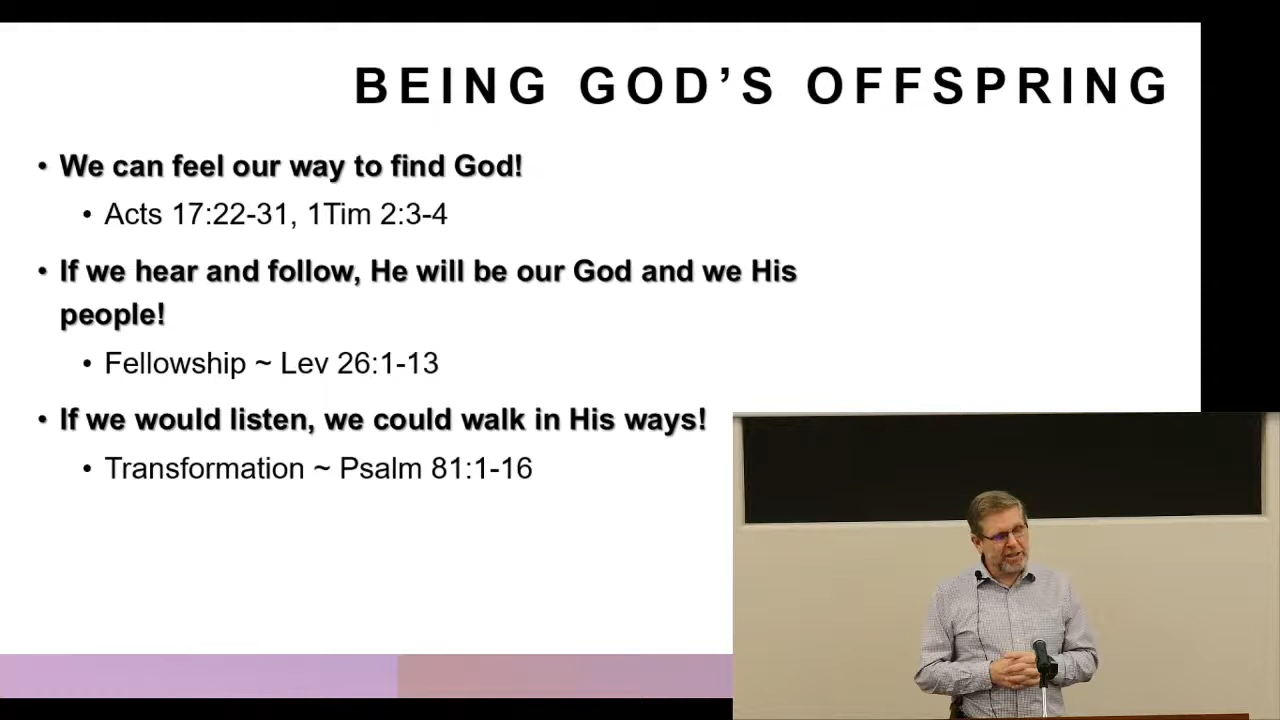 BEING GOD’S OFFSPRING
• We can feel our way to find God!
• Acts 17:22-31, 1Tim 2:3-4
• If we hear and follow, He will be our God and we His
people!
• Fellowship ~ Lev 26:1-13
• If we would listen, we could walk in His ways!
• Transformation ~ Psalm 81:1-16